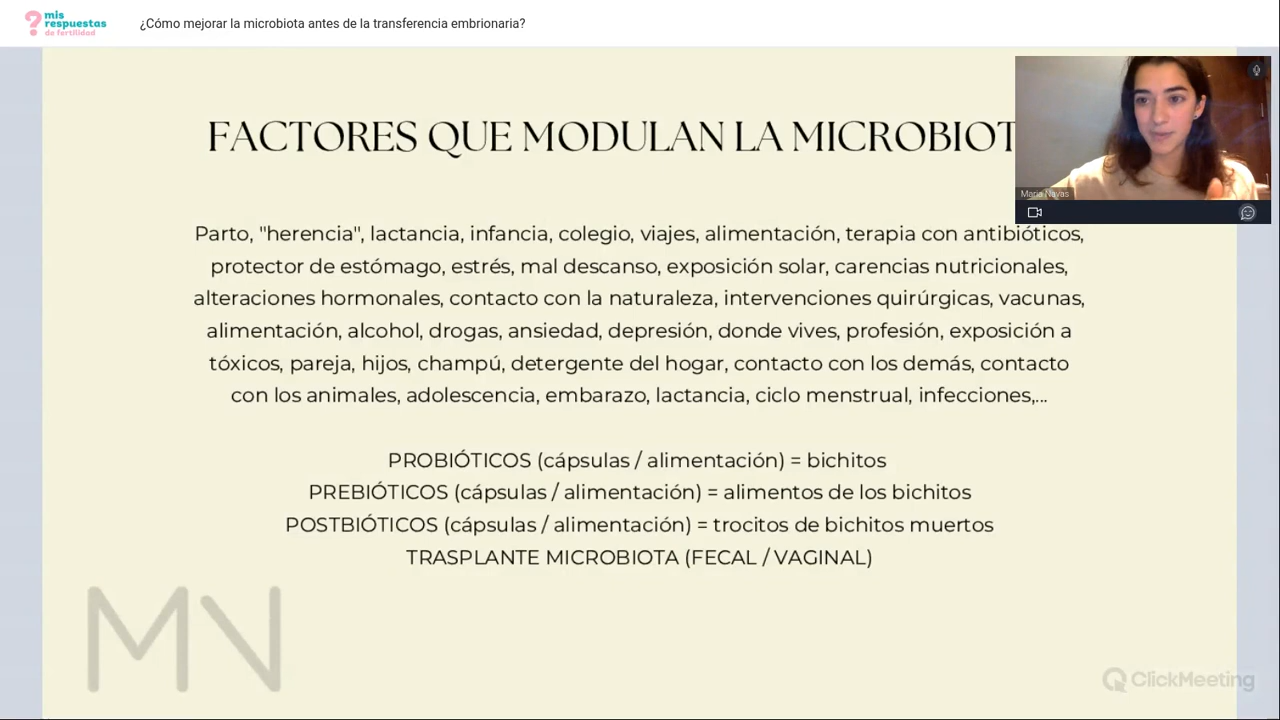 mis
respuestas
de fertilidad
¿Cómo mejorar la microbiota antes de la transferencia embrionaria?
FACTORES QUE MODULAN LA MICROBIOT
María Navas
Parto, "herencia", lactancia, infancia, colegio, viajes, alimentación, terapia con antibióticos,
protector de estómago, estrés, mal descanso, exposición solar, carencias nutricionales,
alteraciones hormonales, contacto con la naturaleza, intervenciones quirúrgicas, vacunas,
alimentación, alcohol, drogas, ansiedad, depresión, donde vives, profesión, exposición a
tóxicos, pareja, hijos, champú, detergente del hogar, contacto con los demás, contacto
con los animales, adolescencia, embarazo, lactancia, ciclo menstrual, infecciones,...
PROBIÓTICOS (cápsulas / alimentación) = bichitos
PREBIÓTICOS (cápsulas / alimentación) = alimentos de los bichitos
POSTBIÓTICOS (cápsulas / alimentación) = trocitos de bichitos muertos
TRASPLANTE MICROBIOTA (FECAL / VAGINAL)
MN
ClickMeeting